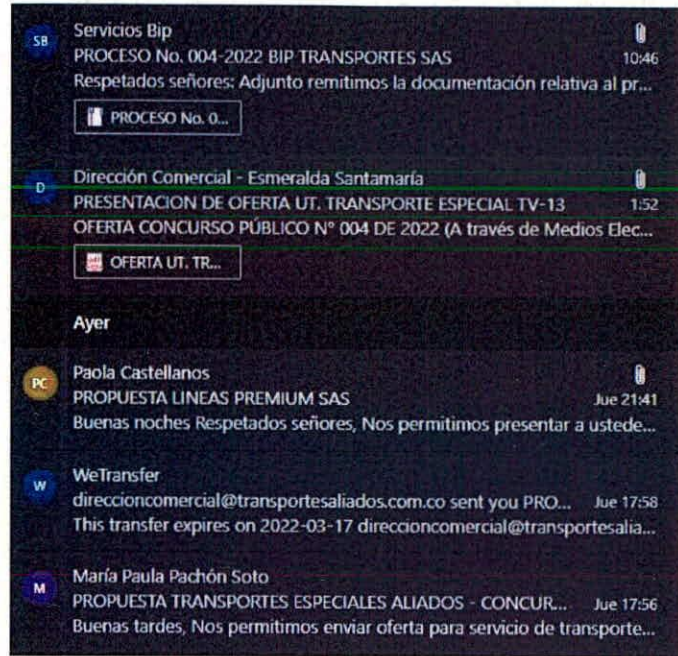 SB
Servicios Bip
PROCESO No. 004-2022 BIP TRANSPORTES SAS 10:46
Respetados señores: Adjunto remitimos la documentación relativa al pr...
PROCESO No. 0...
D
Dirección Comercial - Esmeralda Santamaría
PRESENTACION DE OFERTA UT. TRANSPORTE ESPECIAL TV-13 1:52
OFERTA CONCURSO PÚBLICO N° 004 DE 2022 (A través de Medios Elec...
OFERTA UT. TR...
Ayer
PC
Paola Castellanos
PROPUESTA LINEAS PREMIUM SAS Jue 21:41
Buenas noches Respetados señores, Nos permitimos presentar a ustede...
W
WeTransfer
direccioncomercial@transportesaliados.com.co sent you PRO... Jue 17:58
This transfer expires on 2022-03-17 direccioncomercial@transportesalia...
M
María Paula Pachón Soto
PROPUESTA TRANSPORTES ESPECIALES ALIADOS - CONCUR... Jue 17:56
Buenas tardes, Nos permitimos enviar oferta para servicio de transporte...